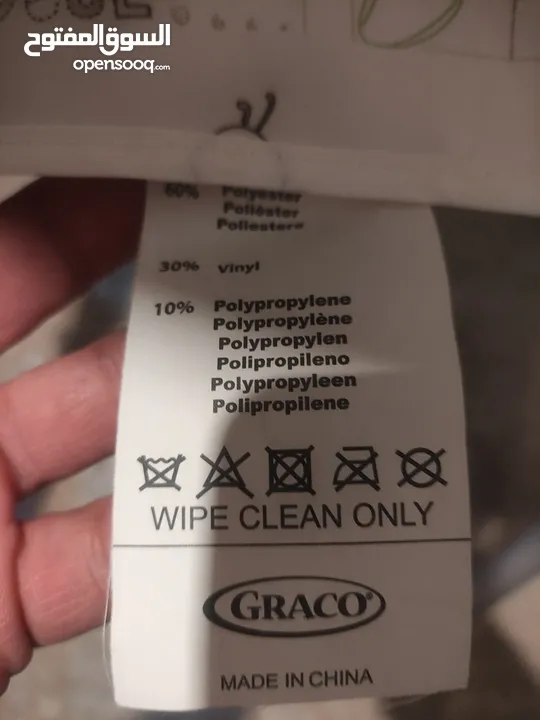 السوق المفتوح
opensooq.com
60% Polyester
Poliéster
Poliestere
30% Vinyl
10% Polypropylene
Polypropylène
Polypropylen
Polipropileno
Polypropyleen
Polipropilene
WIPE CLEAN ONLY
GRACO®
MADE IN CHINA